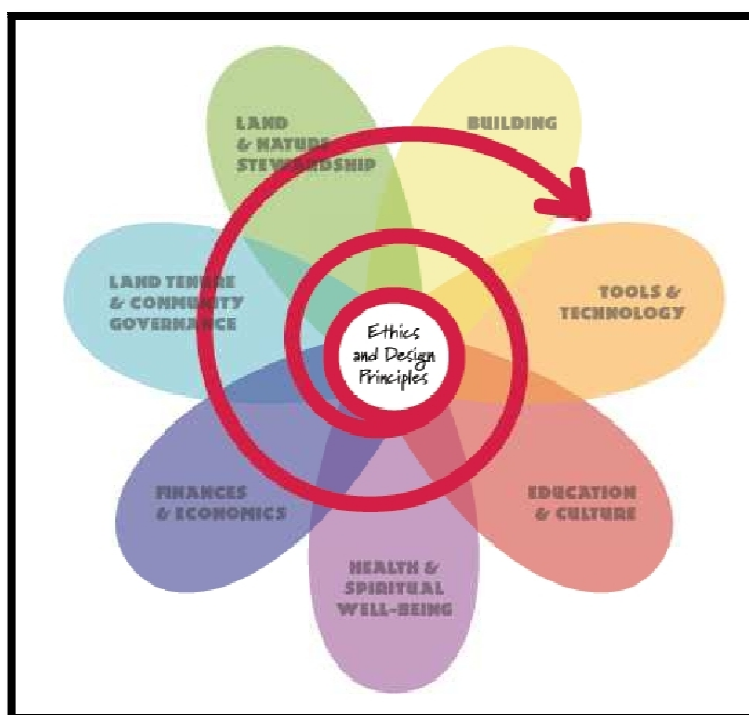 LAND
& NATURE
STEWARDSHIP
BUILDING
LAND TENURE
& COMMUNITY
GOVERNANCE
TOOLS &
TECHNOLOGY
Ethics
and Design
Principles
FINANCES
& ECONOMICS
EDUCATION
& CULTURE
HEALTH &
SPIRITUAL
WELL-BEING